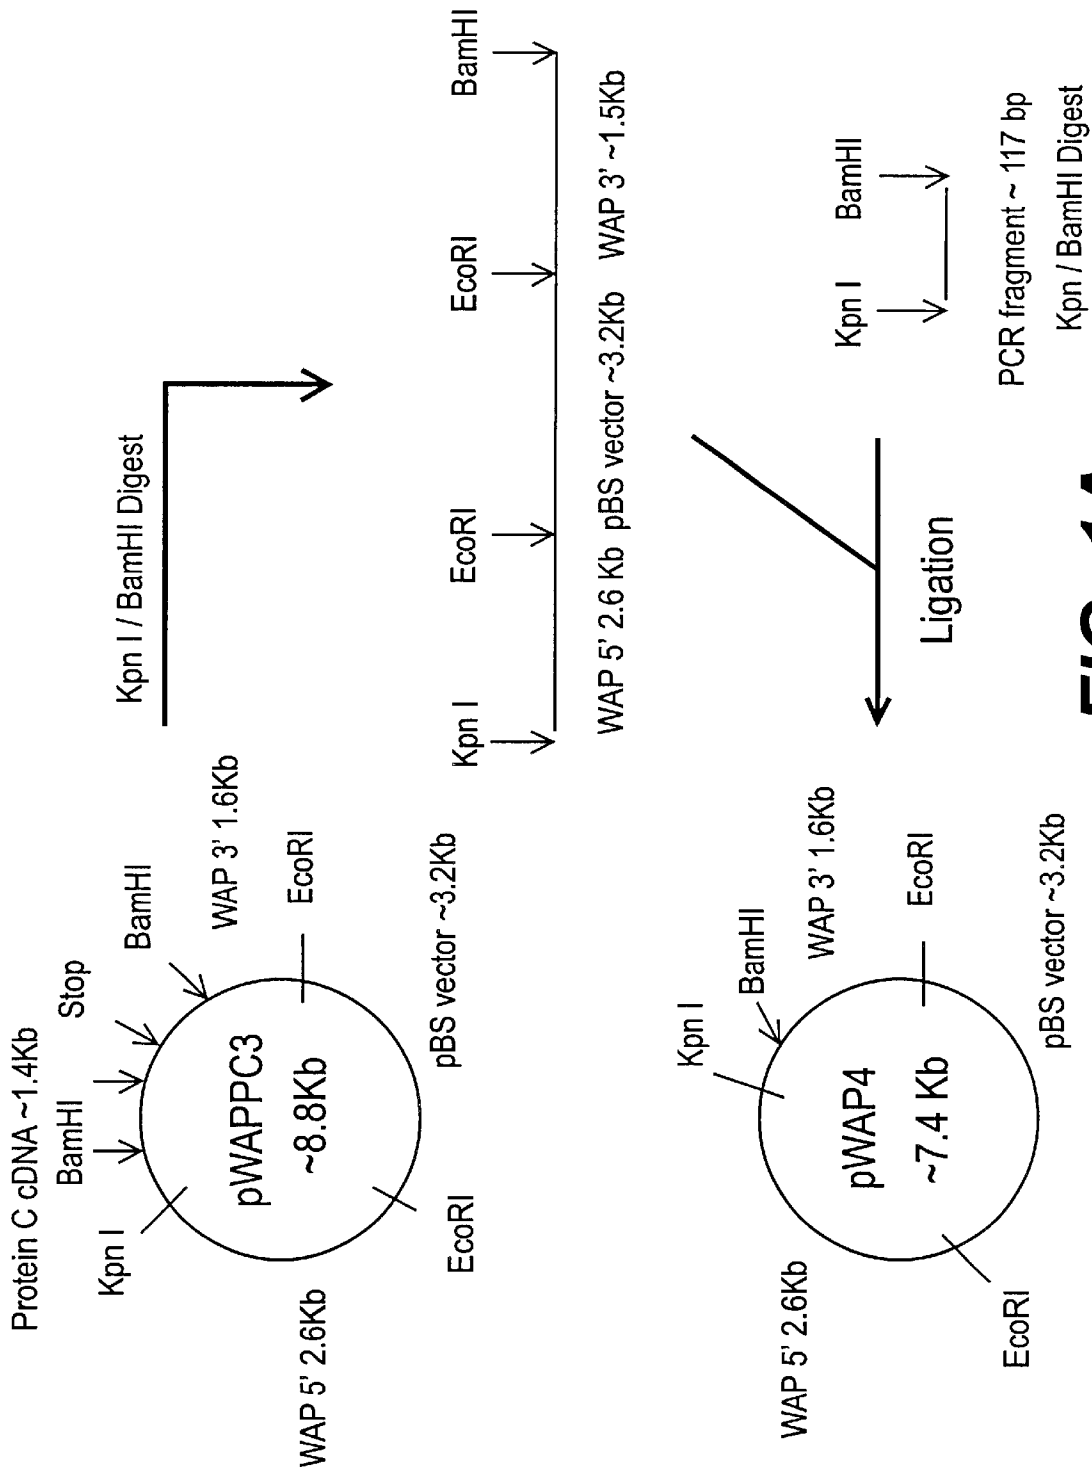 Protein C cDNA ~1.4Kb
BamHI
Stop
Kpn I
BamHI
pWAPPC3
~8.8Kb
WAP 3' 1.6Kb
EcoRI
WAP 5' 2.6Kb
EcoRI
pBS vector ~3.2Kb
Kpn I / BamHI Digest
Kpn I
EcoRI
EcoRI
BamHI
WAP 5' 2.6 Kb pBS vector ~3.2Kb WAP 3' ~1.5Kb
Kpn I
BamHI
PCR fragment ~ 117 bp
Kpn / BamHI Digest
Ligation
Kpn I
BamHI
WAP 5' 2.6Kb
pWAP4
~7.4 Kb
WAP 3' 1.6Kb
EcoRI
EcoRI
pBS vector ~3.2Kb